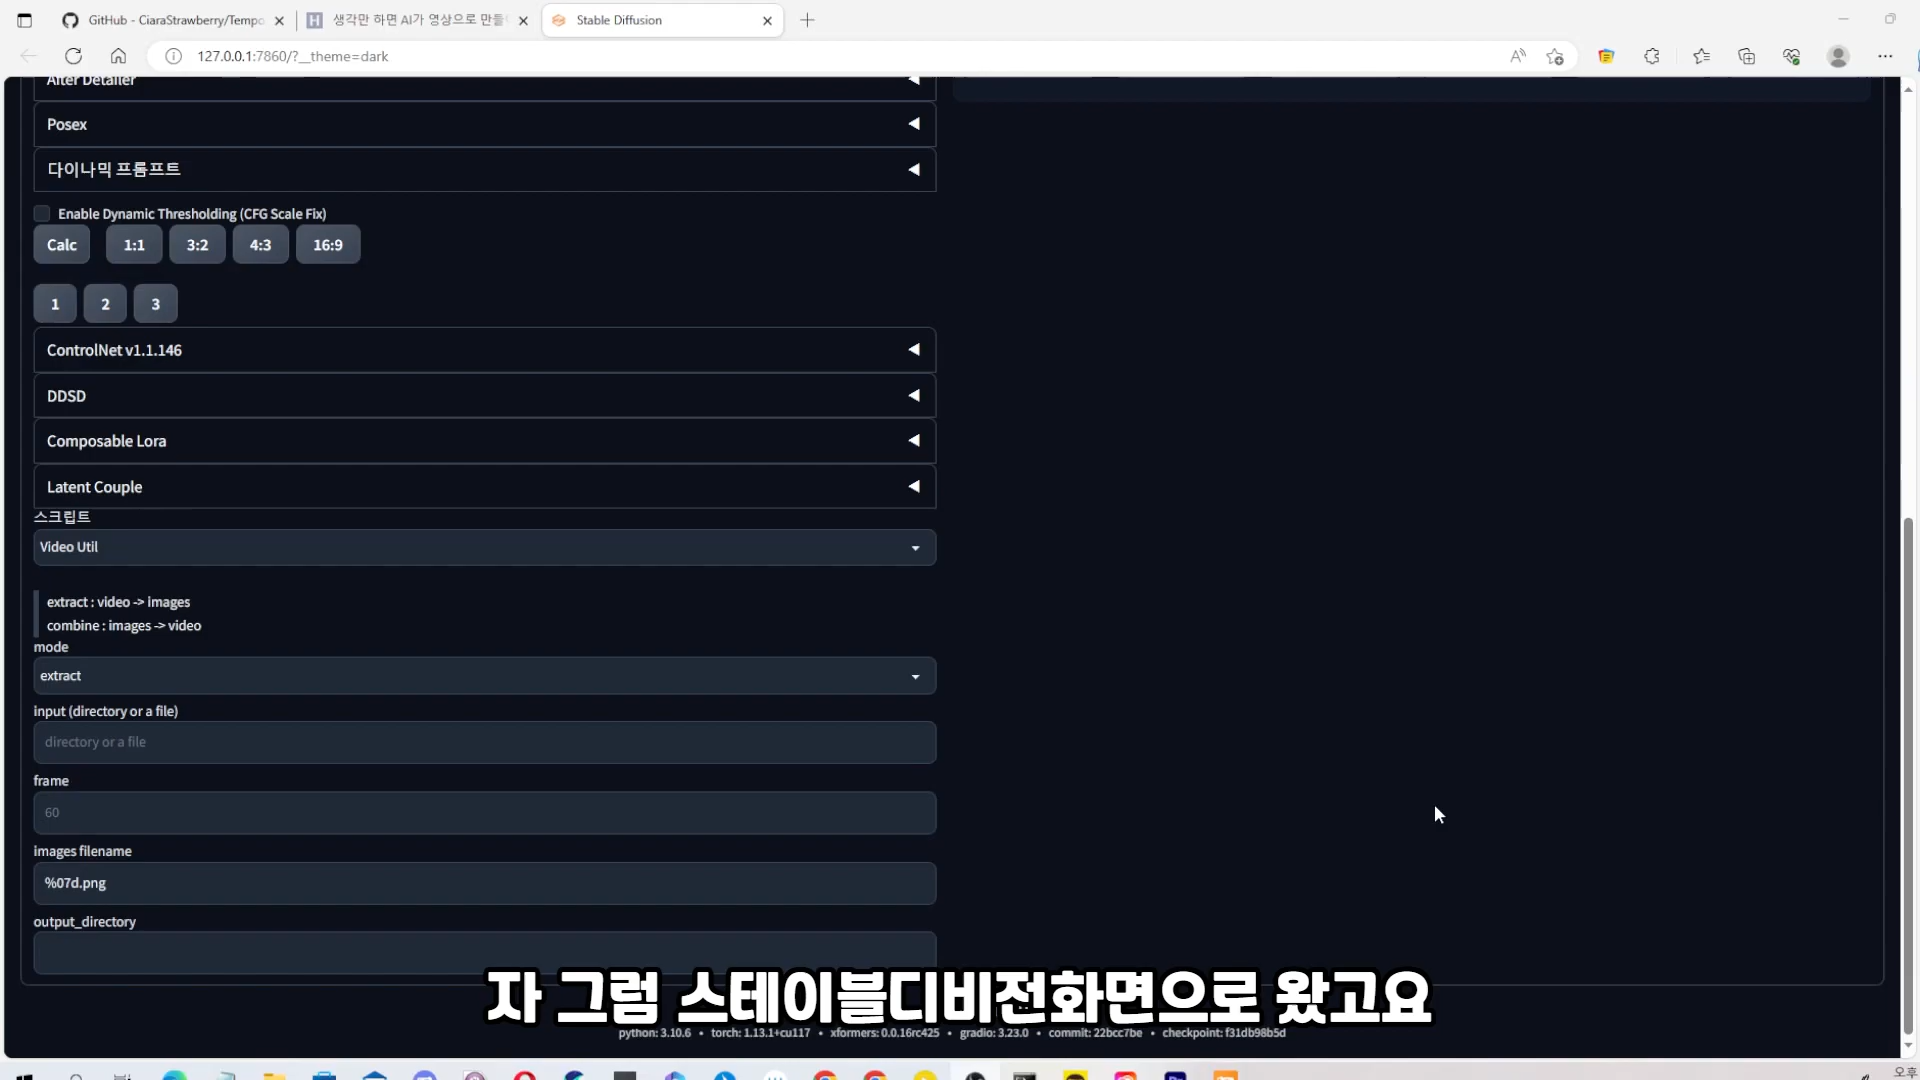 GitHub - CiaraStrawberry/Tempo
생각만 하면 AI가 영상으로 만들
Stable Diffusion
127.0.0.1:7860/?__theme=dark
After Detailer
Posex
다이나믹 프롬프트
Enable Dynamic Thresholding (CFG Scale Fix)
Calc 1:1 3:2 4:3 16:9
1 2 3
ControlNet v1.1.146
DDSD
Composable Lora
Latent Couple
스크립트
Video Util
extract : video -> images
combine : images -> video
mode
extract
input (directory or a file)
directory or a file
frame
60
images filename
%07d.png
output_directory
자 그럼 스테이블디비전화면으로 왔고요
python: 3.10.6 • torch: 1.13.1+cu117 • xformers: 0.0.16rc425 • gradio: 3.23.0 • commit: 22bcc7be • checkpoint: f31db98b5d
오후